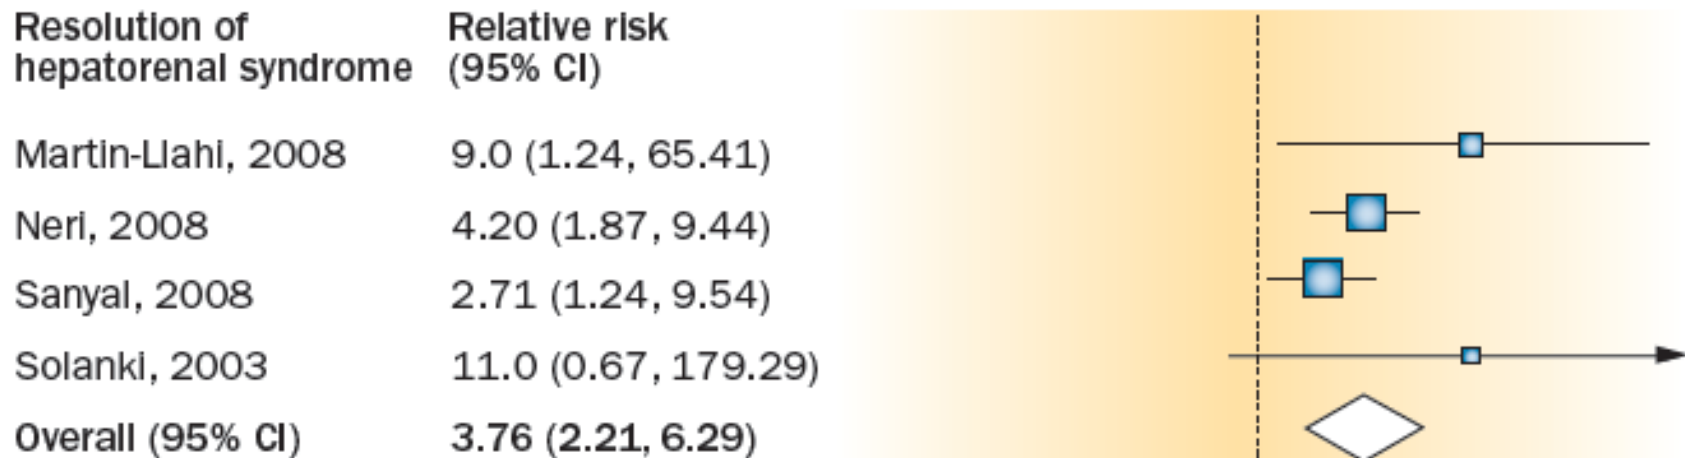 Resolution of hepatorenal syndrome Relative risk (95% CI)
Martin-Llahi, 2008 9.0 (1.24, 65.41)
Neri, 2008 4.20 (1.87, 9.44)
Sanyal, 2008 2.71 (1.24, 9.54)
Solanki, 2003 11.0 (0.67, 179.29)
Overall (95% CI) 3.76 (2.21, 6.29)